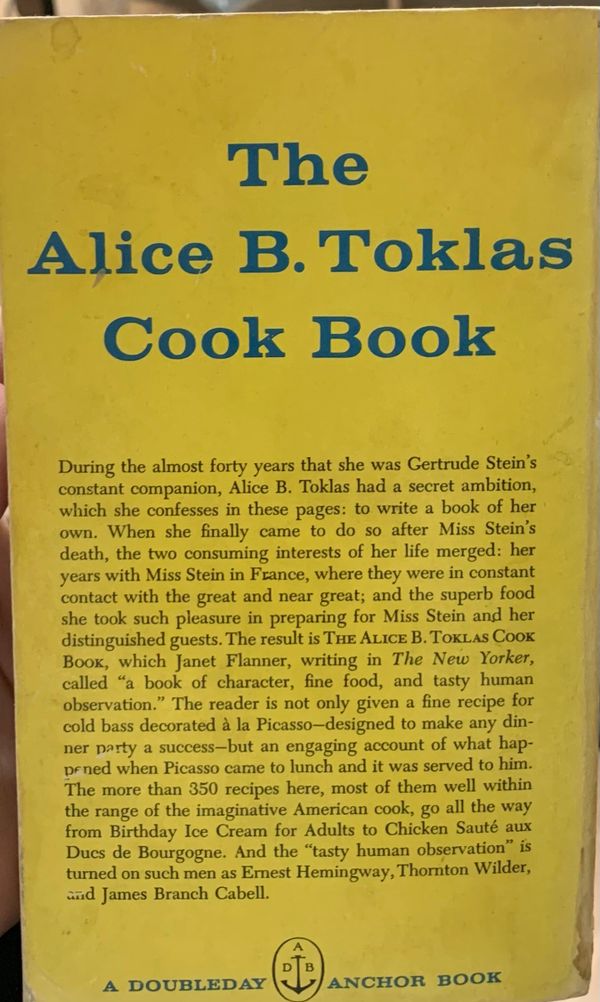 The
Alice B. Toklas
Cook Book
During the almost forty years that she was Gertrude Stein's
constant companion, Alice B. Toklas had a secret ambition,
which she confesses in these pages: to write a book of her
own. When she finally came to do so after Miss Stein's
death, the two consuming interests of her life merged: her
years with Miss Stein in France, where they were in constant
contact with the great and near great; and the superb food
she took such pleasure in preparing for Miss Stein and her
distinguished guests. The result is THE ALICE B. TOKLAS COOK
BOOK, which Janet Flanner, writing in The New Yorker,
called “a book of character, fine food, and tasty human
observation.” The reader is not only given a fine recipe for
cold bass decorated à la Picasso—designed to make any din-
ner party a success—but an engaging account of what hap-
pened when Picasso came to lunch and it was served to him.
The more than 350 recipes here, most of them well within
the range of the imaginative American cook, go all the way
from Birthday Ice Cream for Adults to Chicken Sauté aux
Ducs de Bourgogne. And the “tasty human observation” is
turned on such men as Ernest Hemingway, Thornton Wilder,
and James Branch Cabell.
A
D B
A DOUBLEDAY ANCHOR BOOK